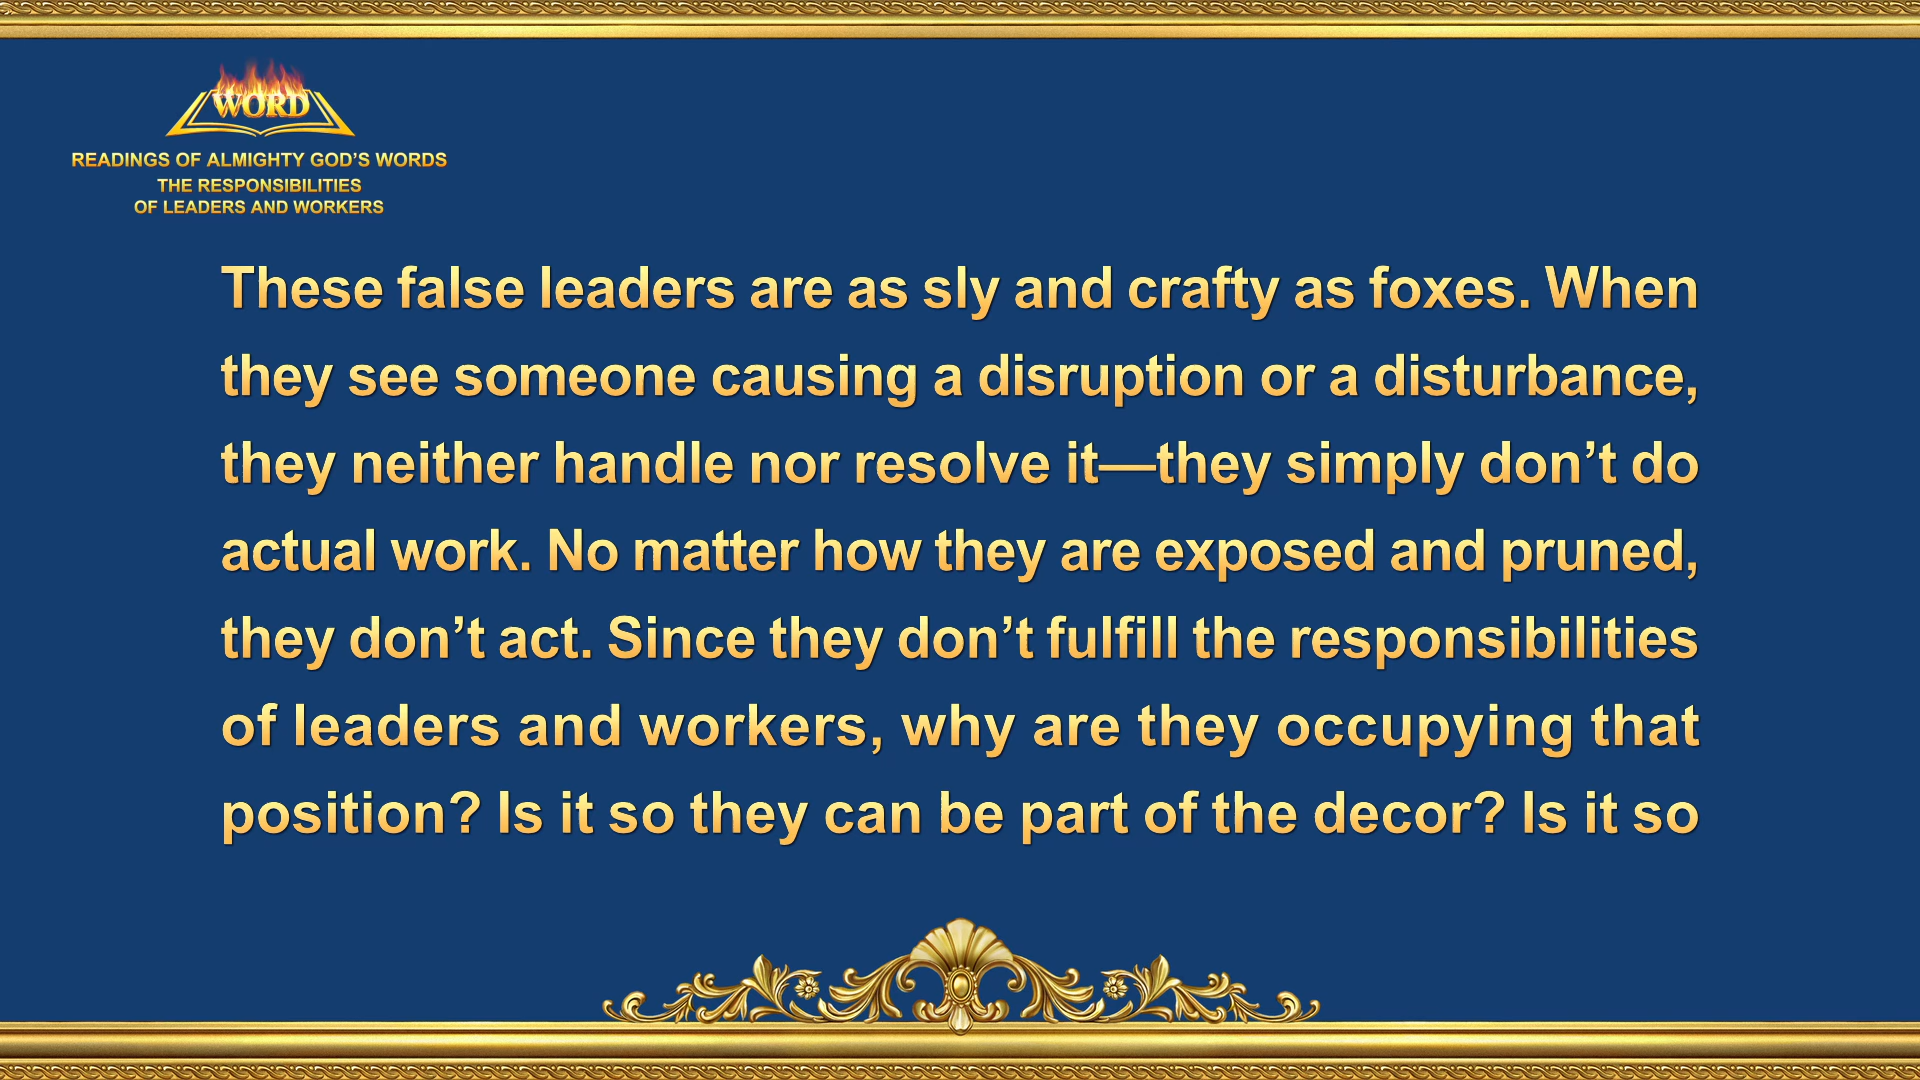 WORD
READINGS OF ALMIGHTY GOD’S WORDS
THE RESPONSIBILITIES
OF LEADERS AND WORKERS
These false leaders are as sly and crafty as foxes. When
they see someone causing a disruption or a disturbance,
they neither handle nor resolve it—they simply don’t do
actual work. No matter how they are exposed and pruned,
they don’t act. Since they don’t fulfill the responsibilities
of leaders and workers, why are they occupying that
position? Is it so they can be part of the decor? Is it so